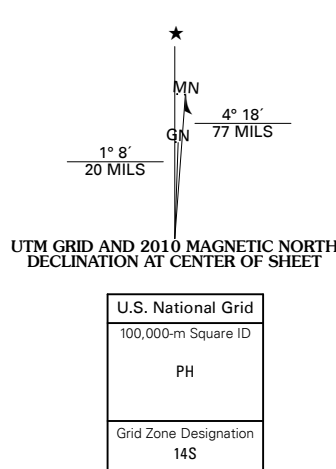 ★
MN
GN
4° 18´
77 MILS
1° 8´
20 MILS
UTM GRID AND 2010 MAGNETIC NORTH
DECLINATION AT CENTER OF SHEET
U.S. National Grid
100,000-m Square ID
PH
Grid Zone Designation
14S